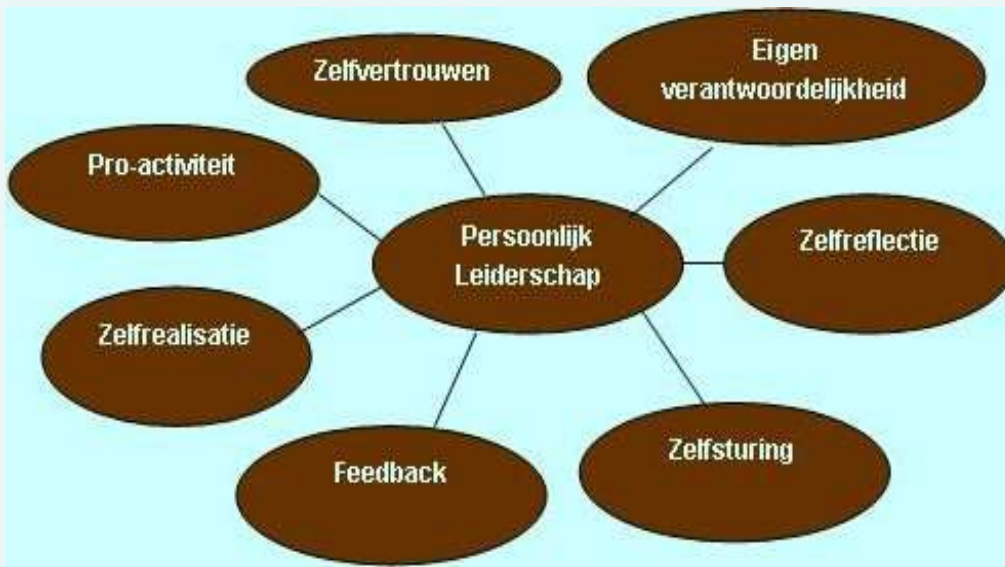 Zelfvertrouwen
Eigen
verantwoordelijkheid
Pro-activiteit
Persoonlijk
Leiderschap
Zelfreflectie
Zelfrealisatie
Feedback
Zelfsturing